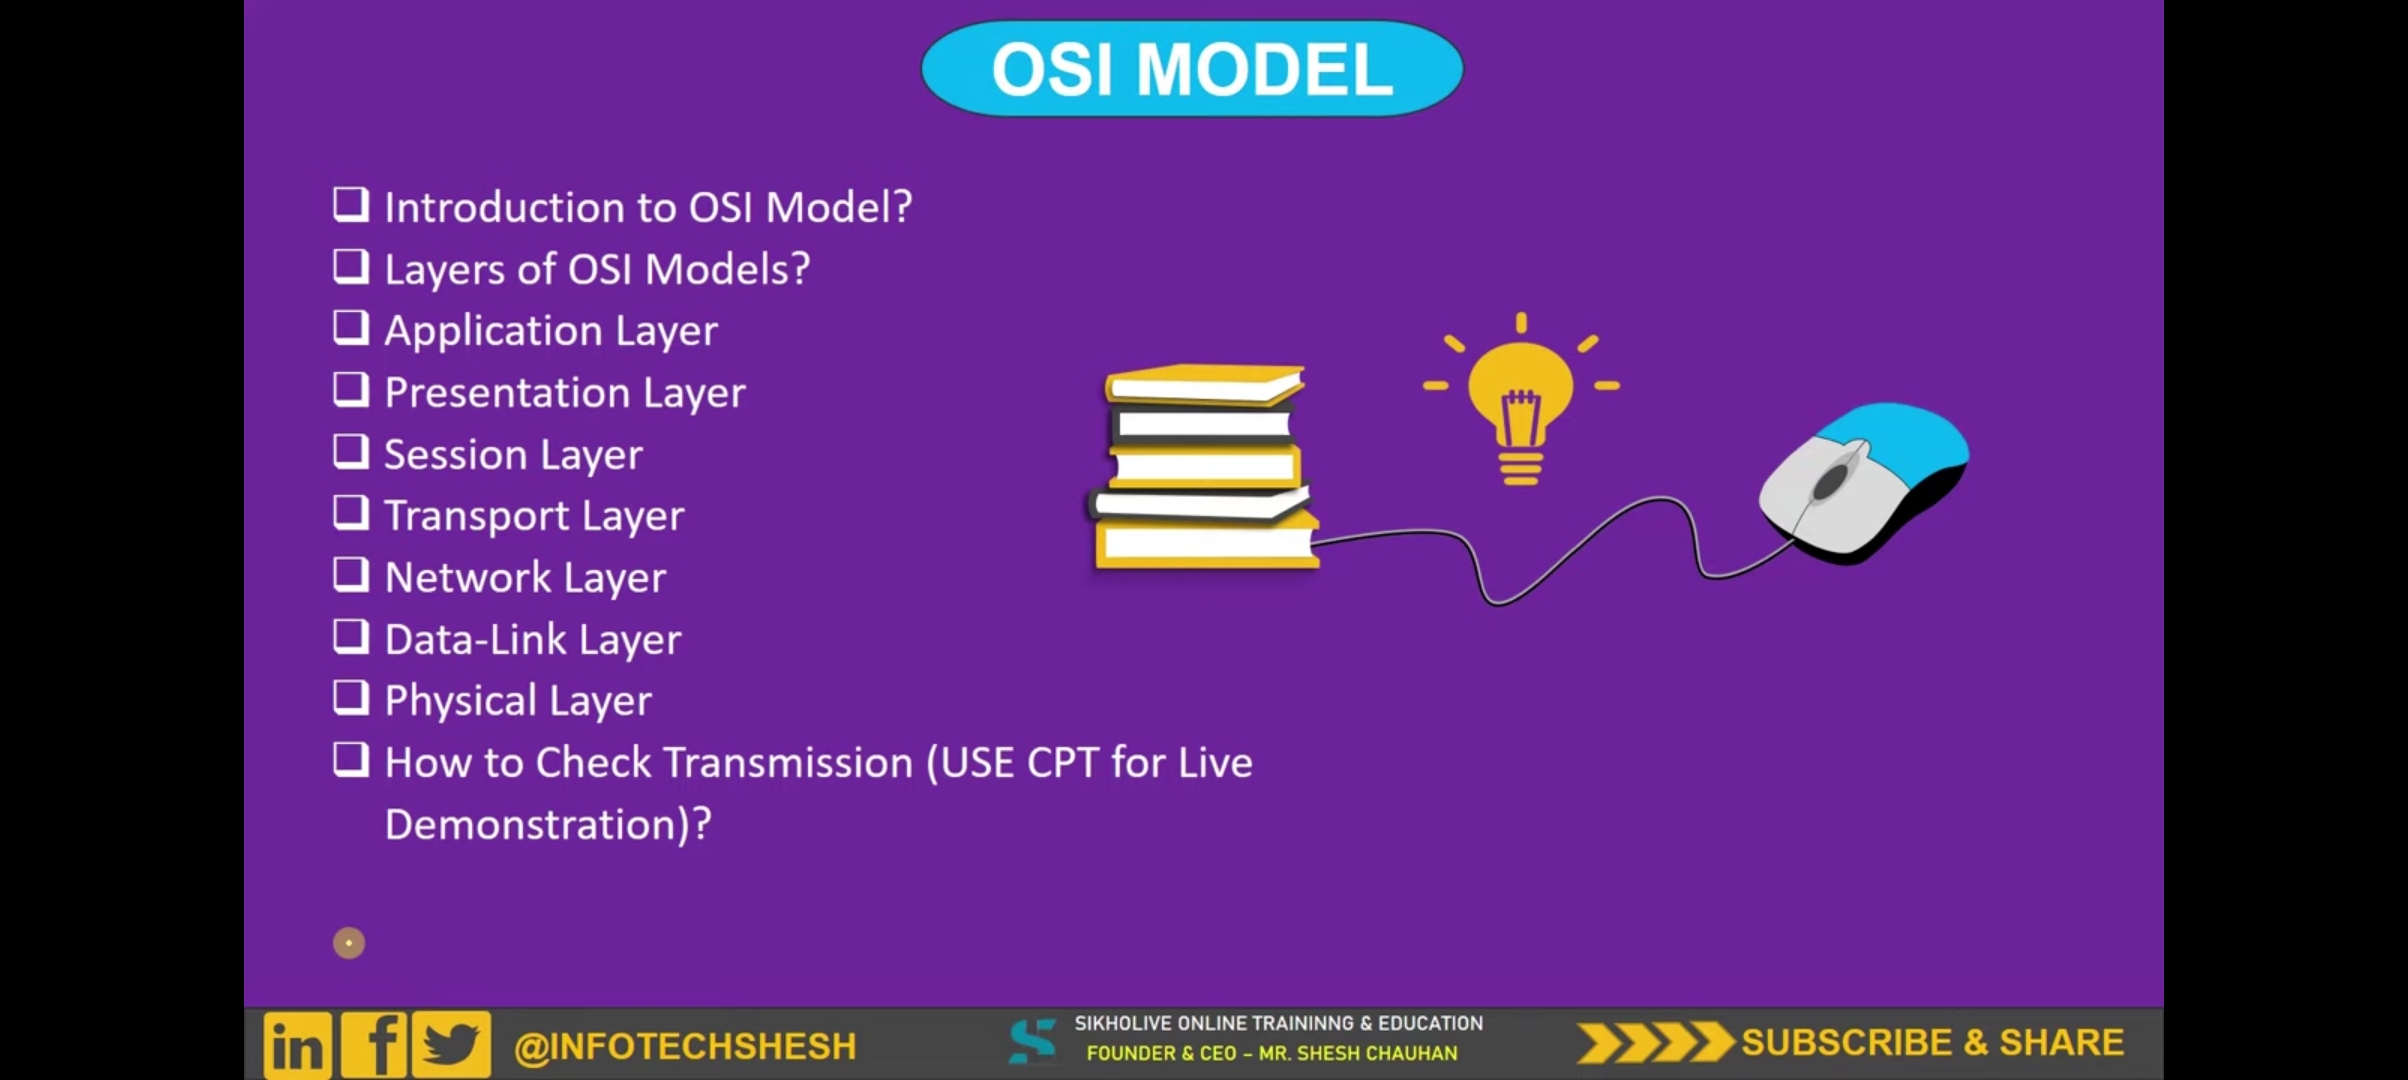 OSI MODEL
Introduction to OSI Model?
Layers of OSI Models?
Application Layer
Presentation Layer
Session Layer
Transport Layer
Network Layer
Data-Link Layer
Physical Layer
How to Check Transmission (USE CPT for Live
Demonstration)?
in f @INFOTECHSHESH
SIKHOLIVE ONLINE TRAININNG & EDUCATION
FOUNDER & CEO – MR. SHESH CHAUHAN
SUBSCRIBE & SHARE